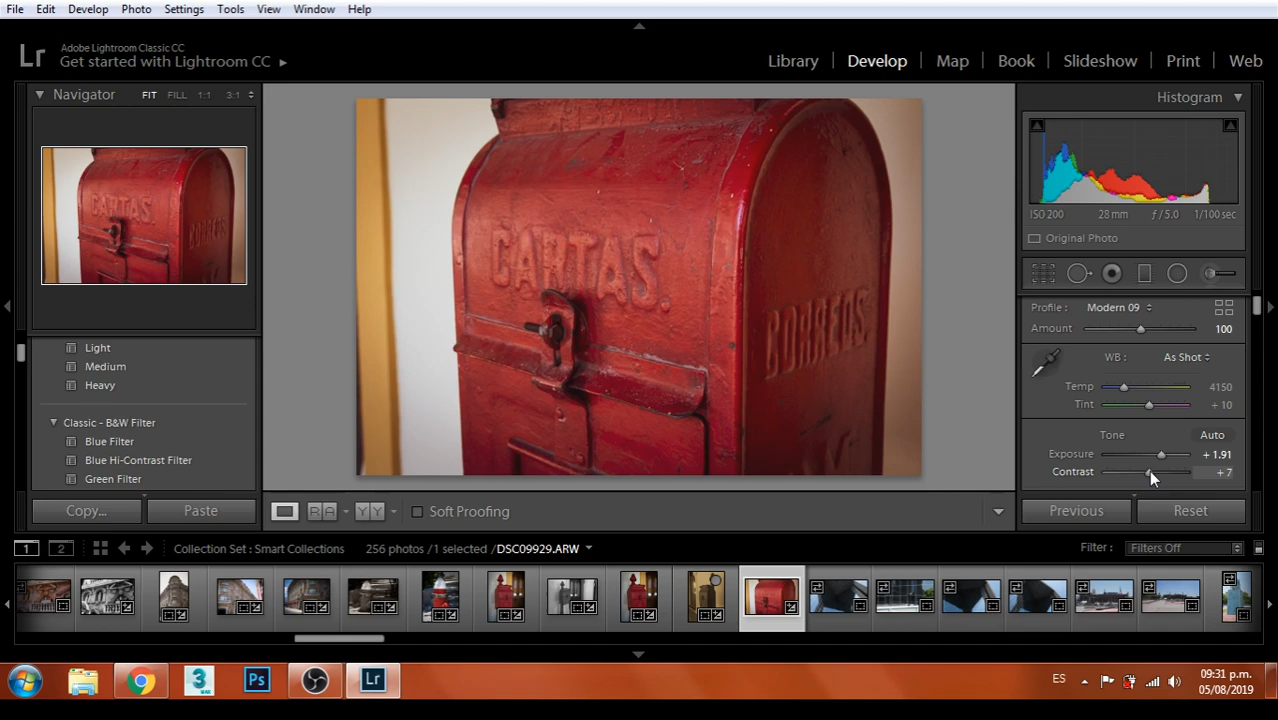 File Edit Develop Photo Settings Tools View Window Help
Lr Adobe Lightroom Classic CC
Get started with Lightroom CC
Library Develop Map Book Slideshow Print Web
Navigator FIT FILL 1:1 3:1
Histogram
CARTAS.
CORREOS
CARTAS.
CORREOS
ISO 200 28 mm ƒ / 5.0 1/100 sec
Original Photo
Profile : Modern 09
Amount 100
WB : As Shot
Temp 4150
Tint + 10
Tone Auto
Exposure + 1.91
Contrast + 7
Light
Medium
Heavy
Classic - B&W Filter
Blue Filter
Blue Hi-Contrast Filter
Green Filter
Copy... Paste
R A Y Y Soft Proofing
Previous Reset
1 2 Collection Set : Smart Collections 256 photos /1 selected /DSC09929.ARW Filter : Filters Off
3 MAX Ps Lr
ES 09:31 p.m.
05/08/2019